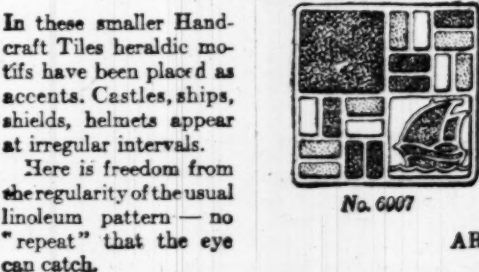 In these smaller Hand-
craft Tiles heraldic mo-
tifs have been placed as
accents. Castles, ships,
shields, helmets appear
at irregular intervals.
Here is freedom from
the regularity of the usual
linoleum pattern — no
"repeat" that the eye
can catch.
No. 6007
AR